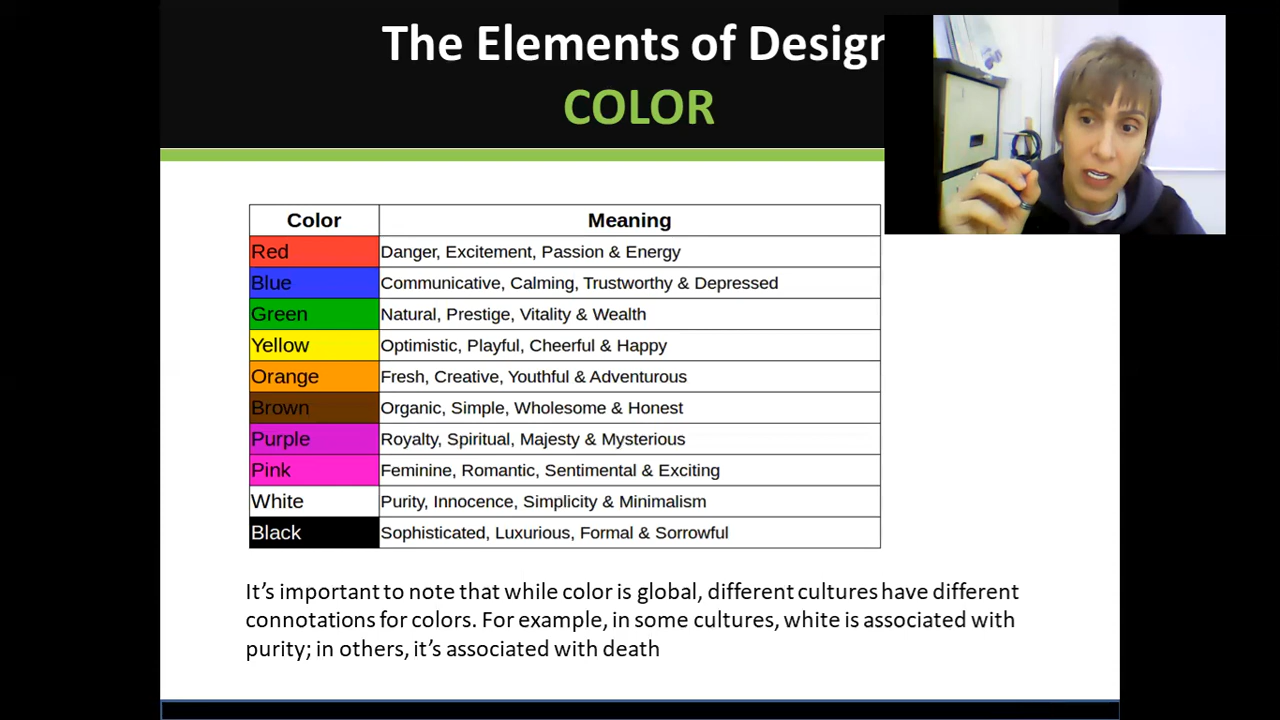 The Elements of Design
COLOR
Color Meaning
Red Danger, Excitement, Passion & Energy
Blue Communicative, Calming, Trustworthy & Depressed
Green Natural, Prestige, Vitality & Wealth
Yellow Optimistic, Playful, Cheerful & Happy
Orange Fresh, Creative, Youthful & Adventurous
Brown Organic, Simple, Wholesome & Honest
Purple Royalty, Spiritual, Majesty & Mysterious
Pink Feminine, Romantic, Sentimental & Exciting
White Purity, Innocence, Simplicity & Minimalism
Black Sophisticated, Luxurious, Formal & Sorrowful
It’s important to note that while color is global, different cultures have different
connotations for colors. For example, in some cultures, white is associated with
purity; in others, it’s associated with death